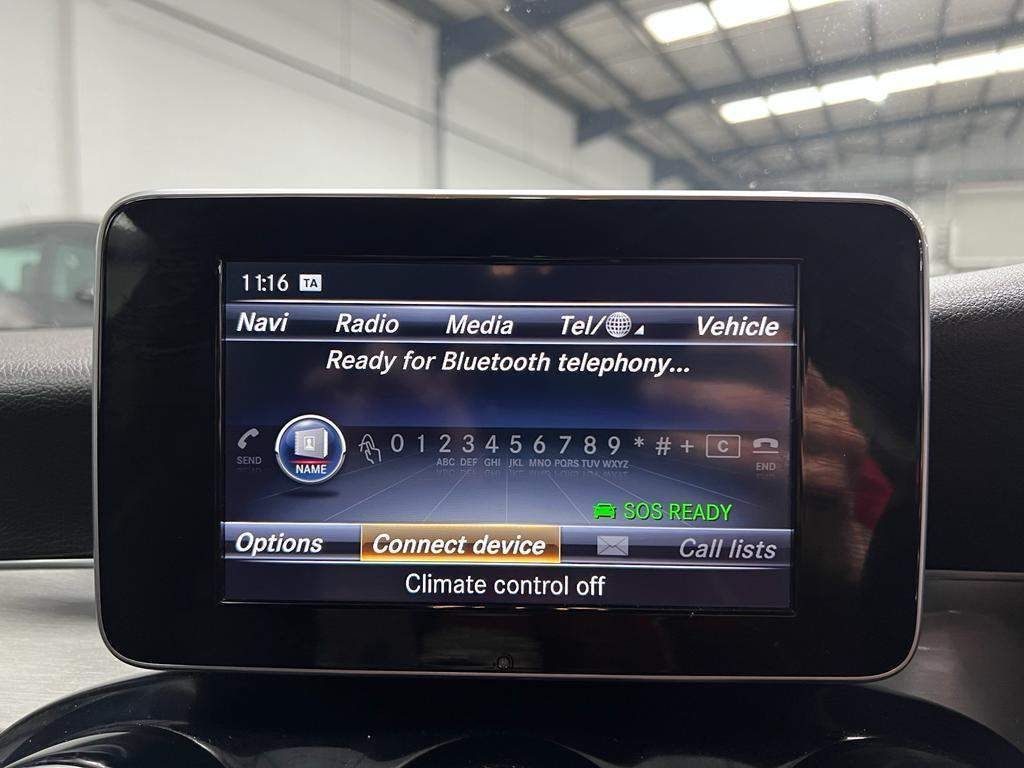 11:16 TA
Navi Radio Media Tel/ Vehicle
Ready for Bluetooth telephony...
SEND NAME 0 1 2 3 4 5 6 7 8 9 * # + C END
ABC DEF GHI JKL MNO PQRS TUV WXYZ
SOS READY
Options Connect device Call lists
Climate control off